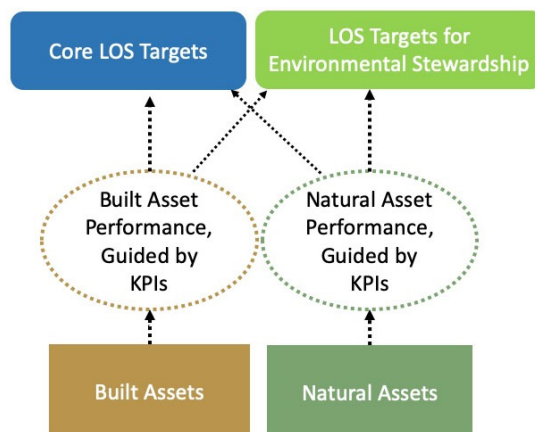 Core LOS Targets
LOS Targets for
Environmental Stewardship
Built Asset
Performance,
Guided by
KPIs
Natural Asset
Performance,
Guided by
KPIs
Built Assets
Natural Assets